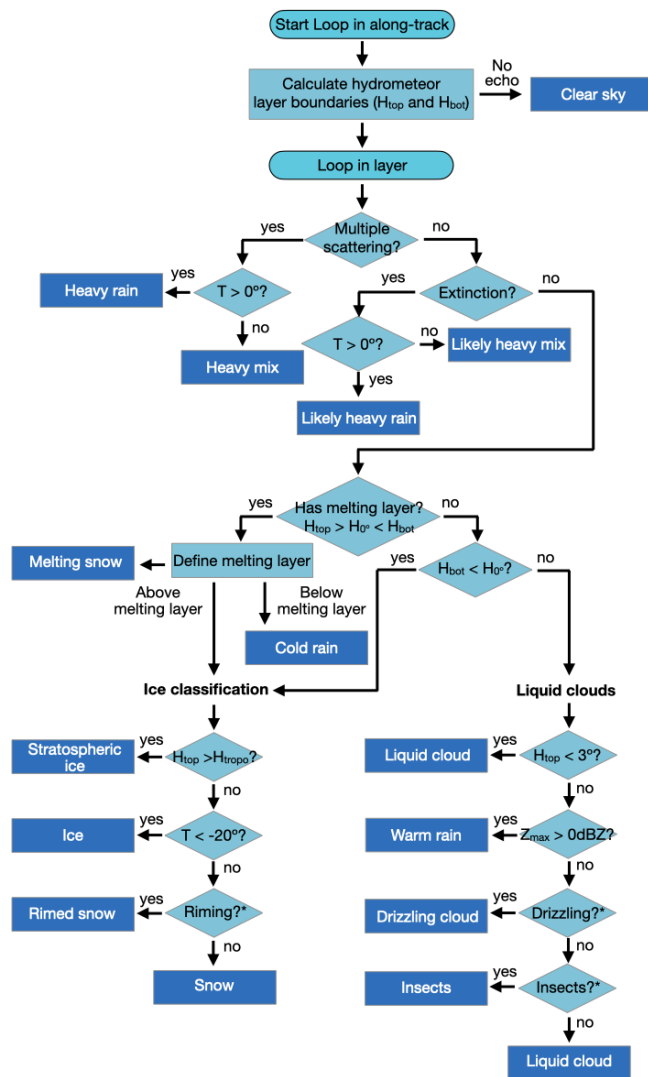 Start Loop in along-track
Calculate hydrometeor
layer boundaries (Htop and Hbot)
No
echo
Clear sky
Loop in layer
Multiple
scattering?
yes
no
T > 0º?
yes
Heavy rain
no
Heavy mix
Extinction?
yes
no
T > 0º?
no
Likely heavy mix
yes
Likely heavy rain
Has melting layer?
Htop > H0º < Hbot
yes
no
Define melting layer
Melting snow
Above
melting layer
Below
melting layer
Cold rain
Hbot < H0º?
yes
no
Ice classification
Liquid clouds
Htop >Htropo?
yes
Stratospheric
ice
no
T < -20º?
yes
Ice
no
Riming?*
yes
Rimed snow
no
Snow
Htop < 3º?
yes
Liquid cloud
no
Zmax > 0dBZ?
yes
Warm rain
no
Drizzling?*
yes
Drizzling cloud
no
Insects?*
yes
Insects
no
Liquid cloud